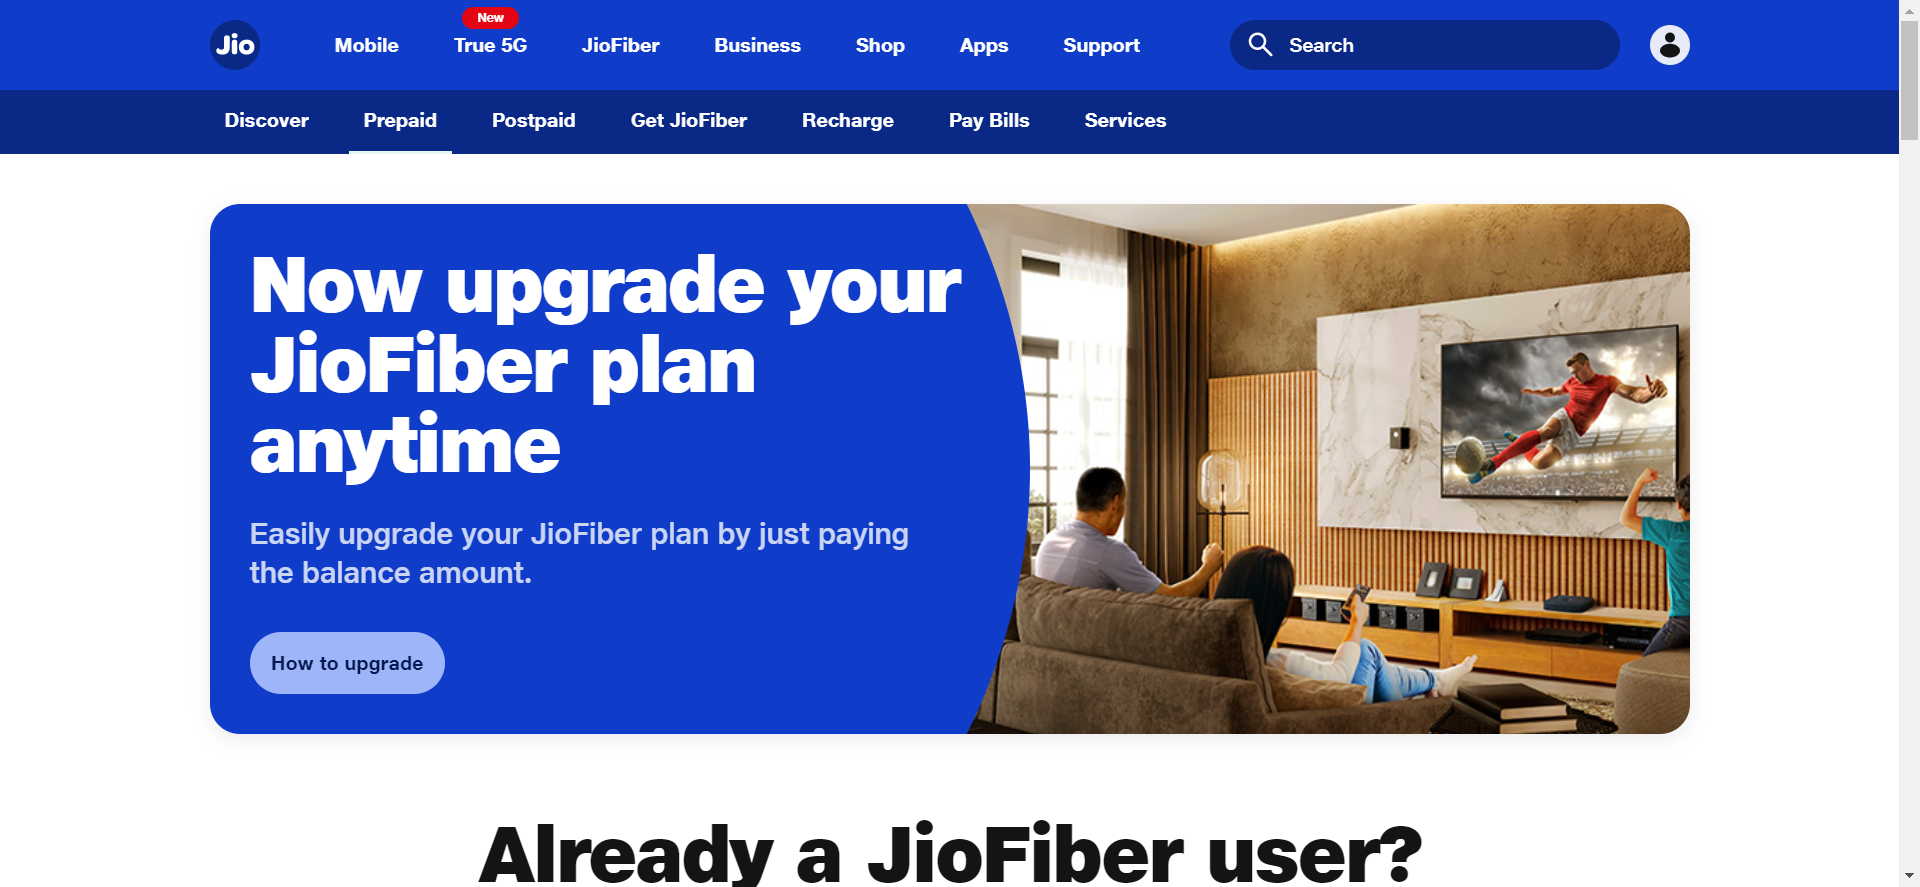 Jio
Mobile
New
True 5G
JioFiber
Business
Shop
Apps
Support
Search
Discover
Prepaid
Postpaid
Get JioFiber
Recharge
Pay Bills
Services
Now upgrade your
JioFiber plan
anytime
Easily upgrade your JioFiber plan by just paying
the balance amount.
How to upgrade
Already a JioFiber user?